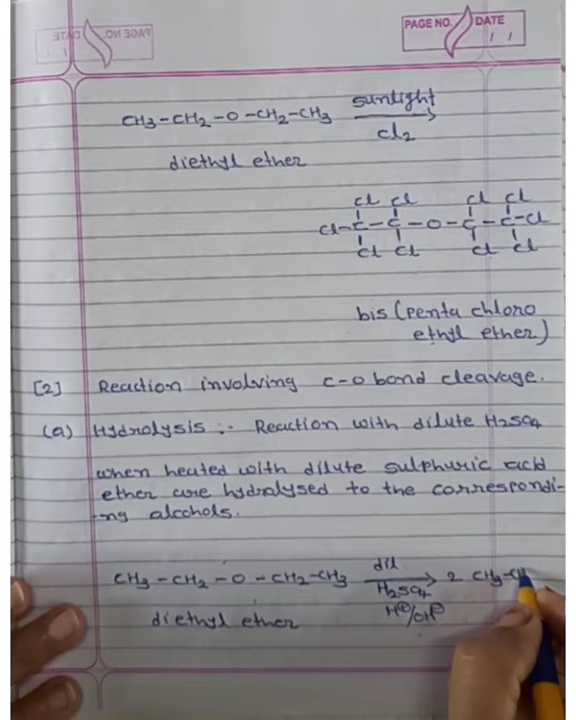 PAGE NO. DATE
/ /
CH3-CH2-O-CH2-CH3 sunlight
Cl2
diethyl ether
Cl Cl Cl Cl
Cl-C-C-O-C-C-Cl
Cl Cl Cl Cl
bis (penta chloro
ethyl ether)
[2] Reaction involving C-O bond cleavage.
(a) Hydrolysis :- Reaction with dilute H2SO4
when heated with dilute sulphuric acid
ether are hydrolysed to the correspondi-
-ng alcohols.
CH3-CH2-O-CH2-CH3 dil H2SO4 → 2 CH3-CH
H⊕/OH⊖
diethyl ether